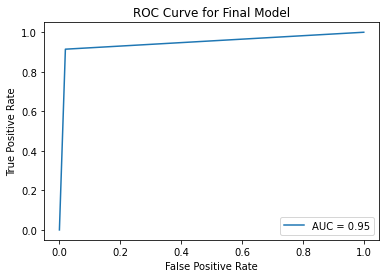 ROC Curve for Final Model
1.0
0.8
0.6
0.4
0.2
0.0
True Positive Rate
AUC = 0.95
0.0 0.2 0.4 0.6 0.8 1.0
False Positive Rate